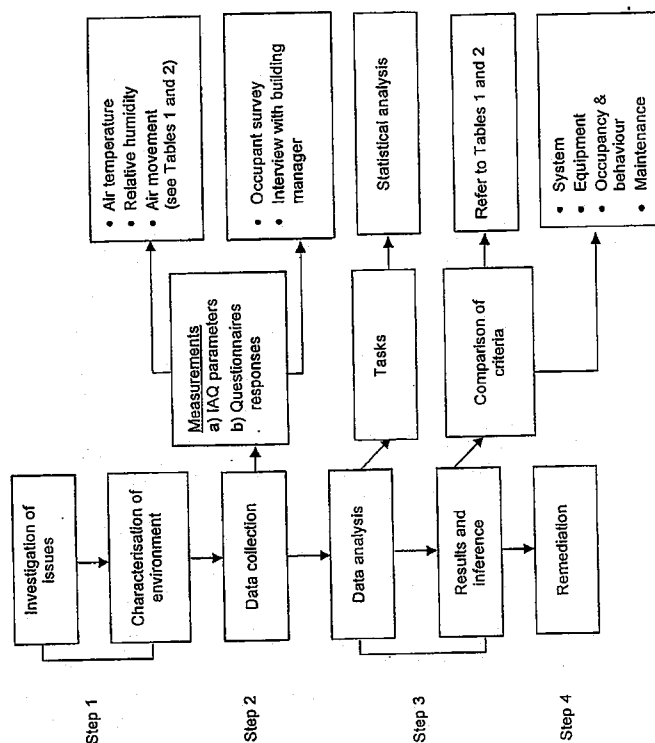 Step 1
Investigation of
issues
Characterisation of
environment
Step 2
Data collection
Measurements
a) IAQ parameters
b) Questionnaires
responses
• Air temperature
• Relative humidity
• Air movement
(see Tables 1 and 2)
• Occupant survey
• Interview with building
manager
Step 3
Data analysis
Tasks
Statistical analysis
Results and
inference
Comparison of
criteria
Refer to Tables 1 and 2
• System
• Equipment
• Occupancy &
behaviour
• Maintenance
Step 4
Remediation